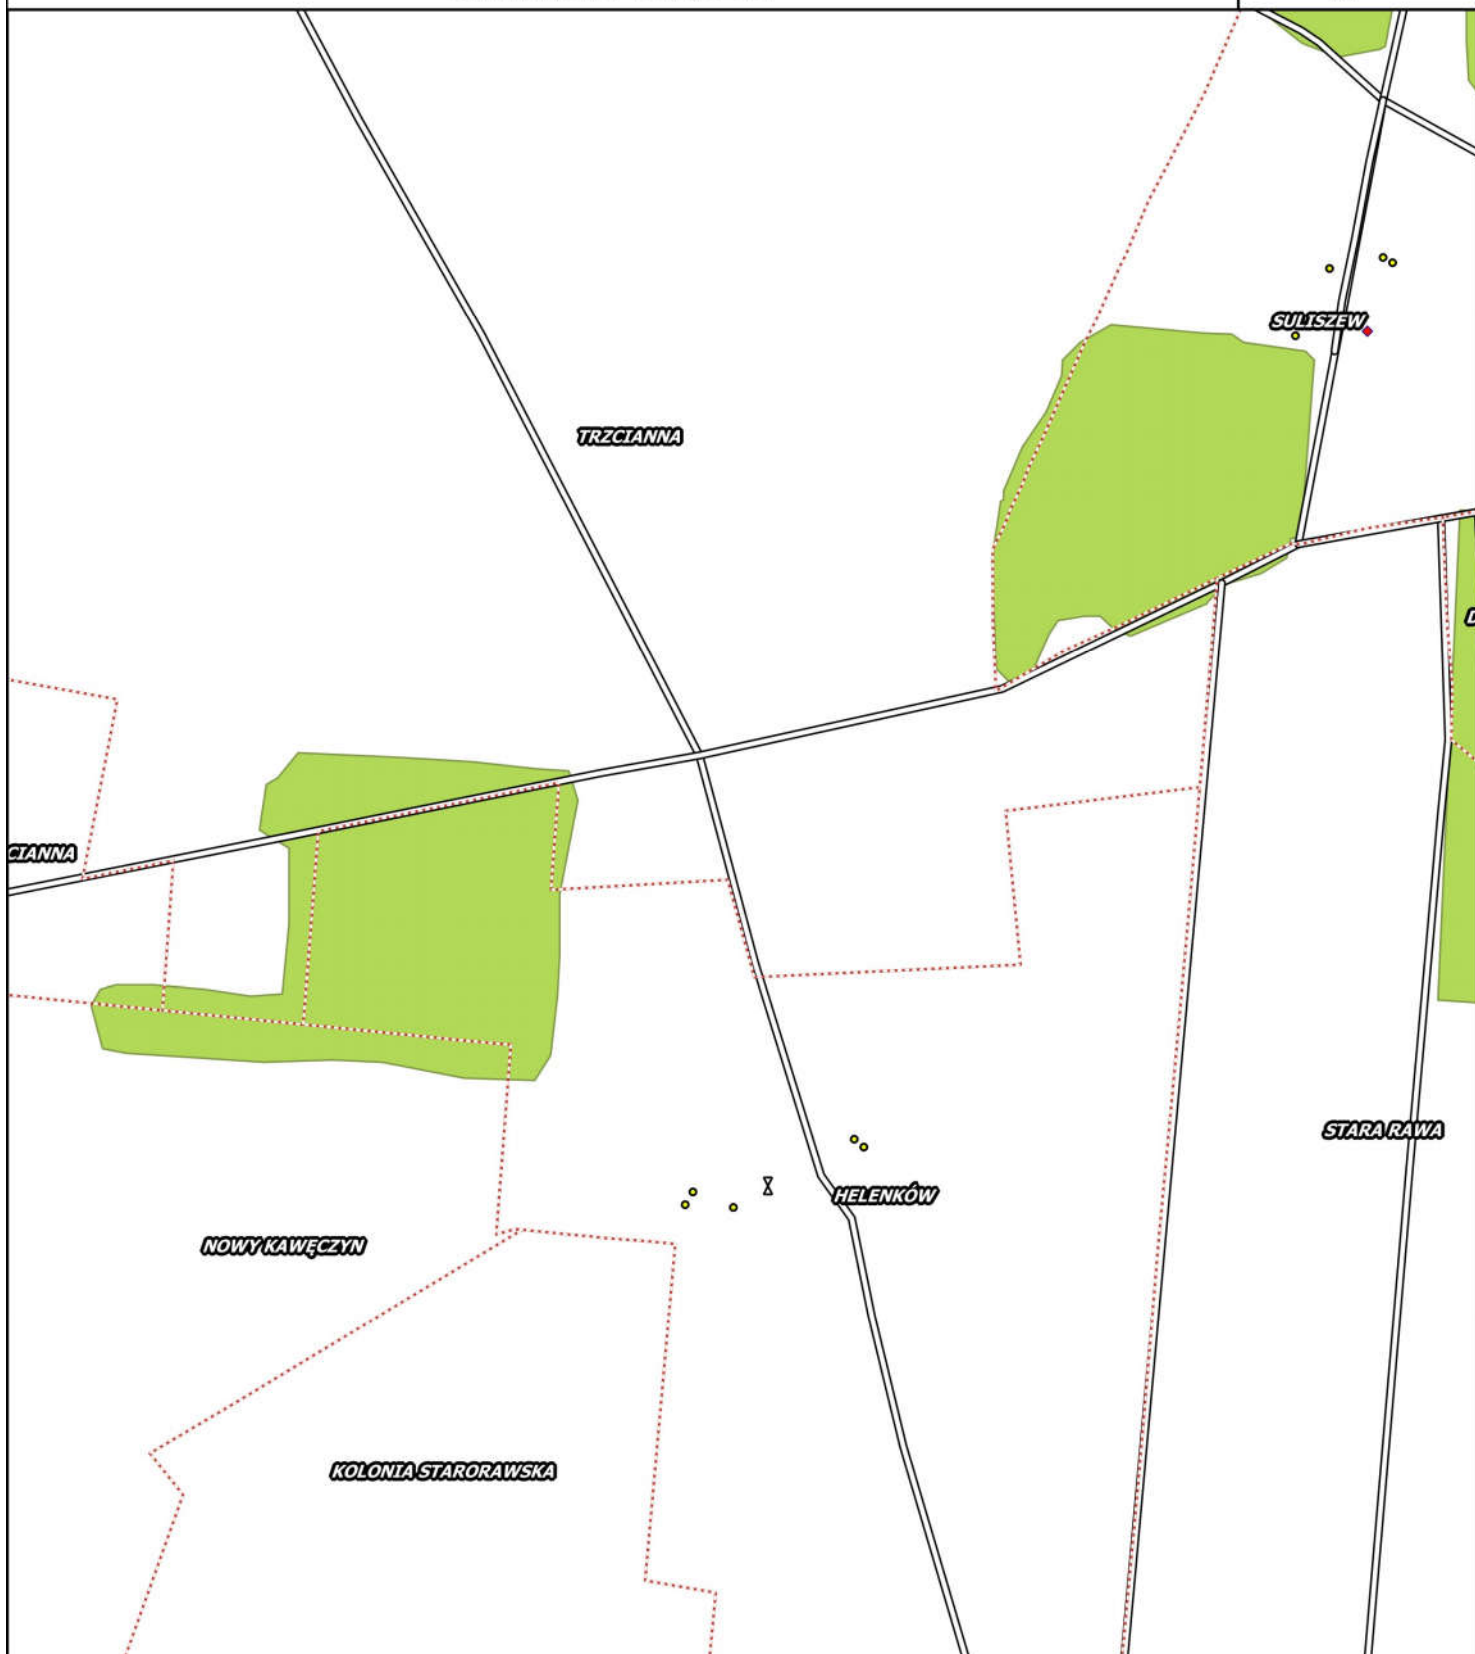 SULISZEW
TRZCIANNA
CIANNA
STARA RAWA
HELENKÓW
NOWY KAWĘCZYN
KOLONIA STARORAWSKA